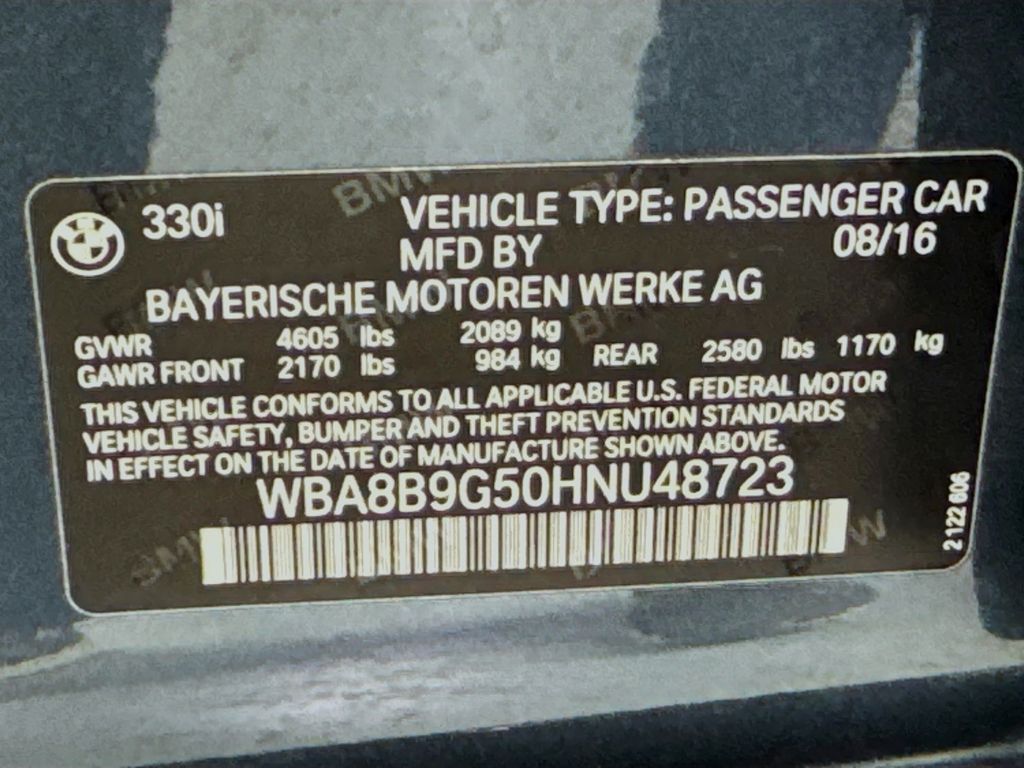 330i VEHICLE TYPE: PASSENGER CAR
MFD BY 08/16
BAYERISCHE MOTOREN WERKE AG
GVWR 4605 lbs 2089 kg
GAWR FRONT 2170 lbs 984 kg REAR 2580 lbs 1170 kg
THIS VEHICLE CONFORMS TO ALL APPLICABLE U.S. FEDERAL MOTOR
VEHICLE SAFETY, BUMPER AND THEFT PREVENTION STANDARDS
IN EFFECT ON THE DATE OF MANUFACTURE SHOWN ABOVE.
WBA8B9G50HNU48723
2 122 606